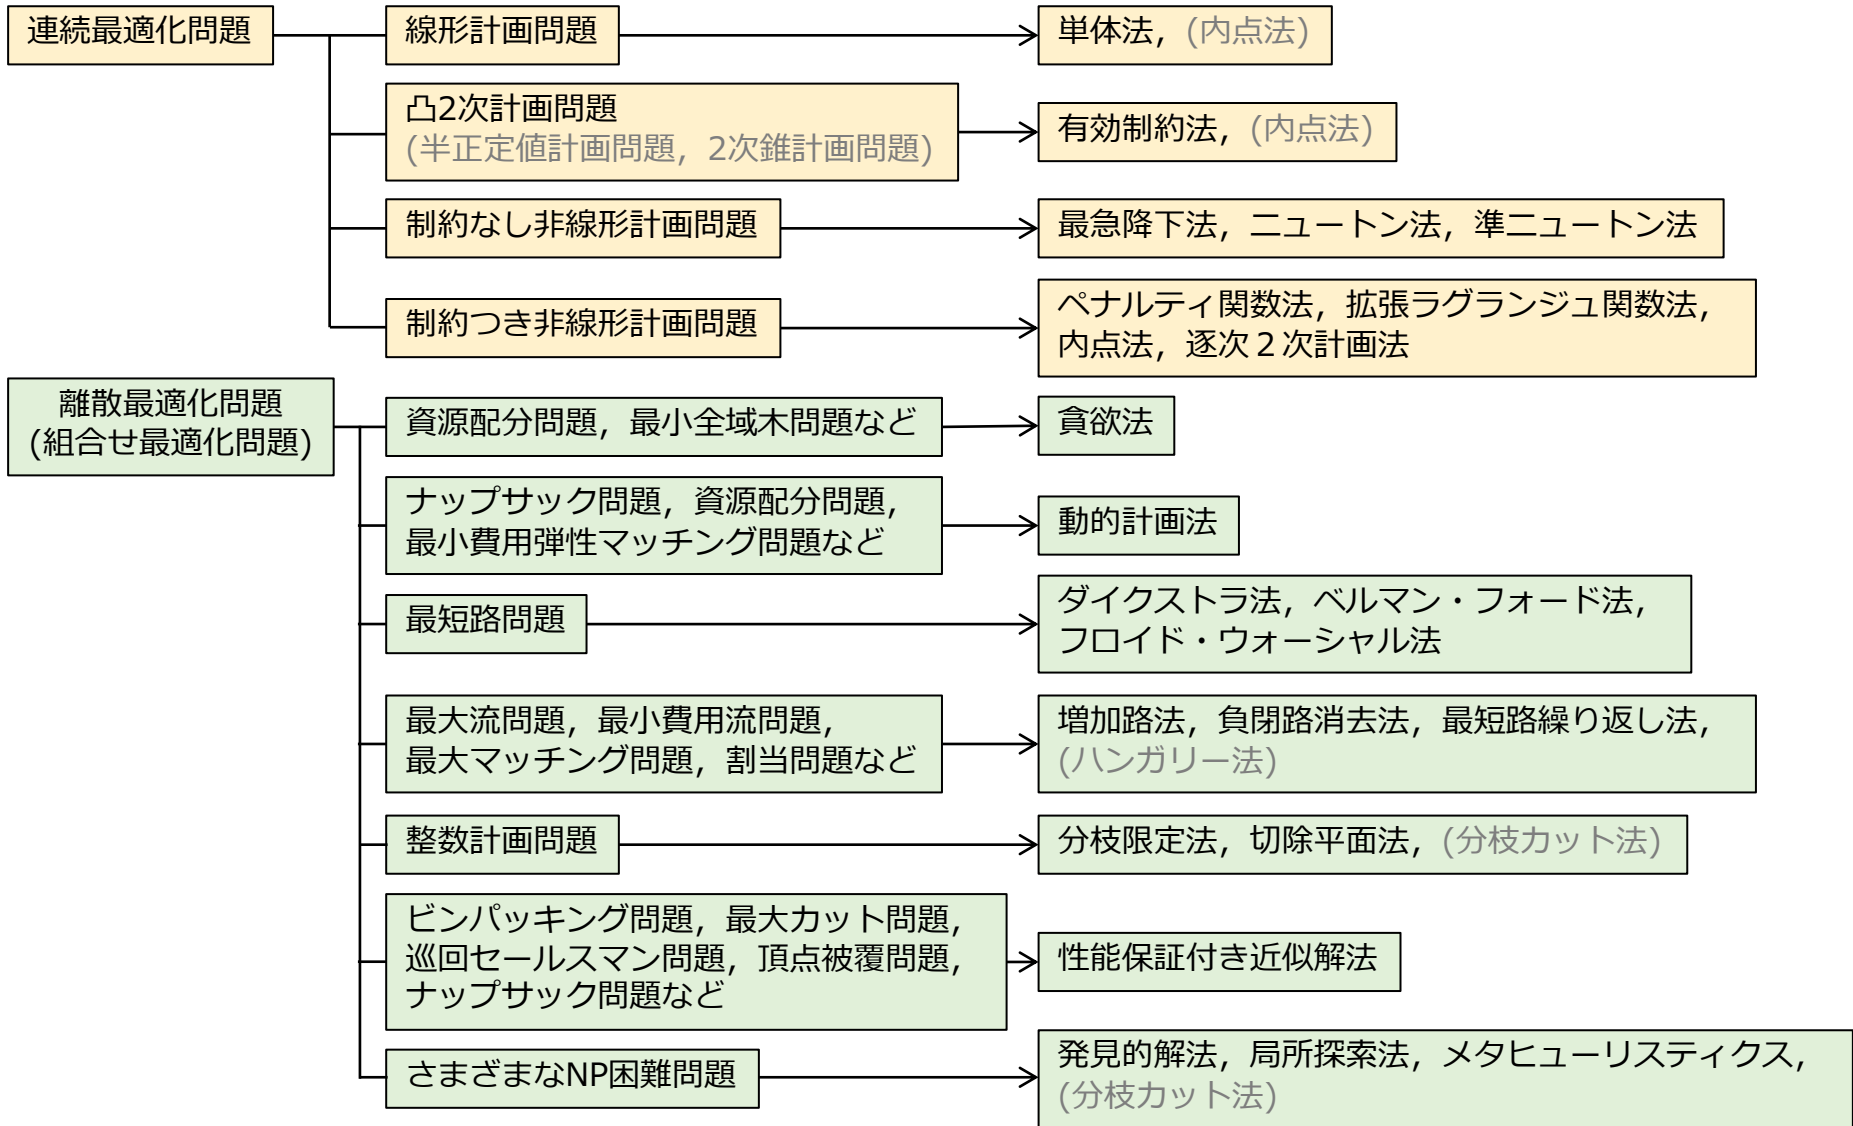 連続最適化問題
線形計画問題
単体法，(内点法)
凸2次計画問題
(半正定値計画問題，2次錐計画問題)
有効制約法，(内点法)
制約なし非線形計画問題
最急降下法，ニュートン法，準ニュートン法
制約つき非線形計画問題
ペナルティ関数法，拡張ラグランジュ関数法，
内点法，逐次２次計画法
離散最適化問題
(組合せ最適化問題)
資源配分問題，最小全域木問題など
貪欲法
ナップサック問題，資源配分問題，
最小費用弾性マッチング問題など
動的計画法
最短路問題
ダイクストラ法，ベルマン・フォード法，
フロイド・ウォーシャル法
最大流問題，最小費用流問題，
最大マッチング問題，割当問題など
増加路法，負閉路消去法，最短路繰り返し法，
(ハンガリー法)
整数計画問題
分枝限定法，切除平面法，(分枝カット法)
ビンパッキング問題，最大カット問題，
巡回セールスマン問題，頂点被覆問題，
ナップサック問題など
性能保証付き近似解法
さまざまなNP困難問題
発見的解法，局所探索法，メタヒューリスティクス，
(分枝カット法)